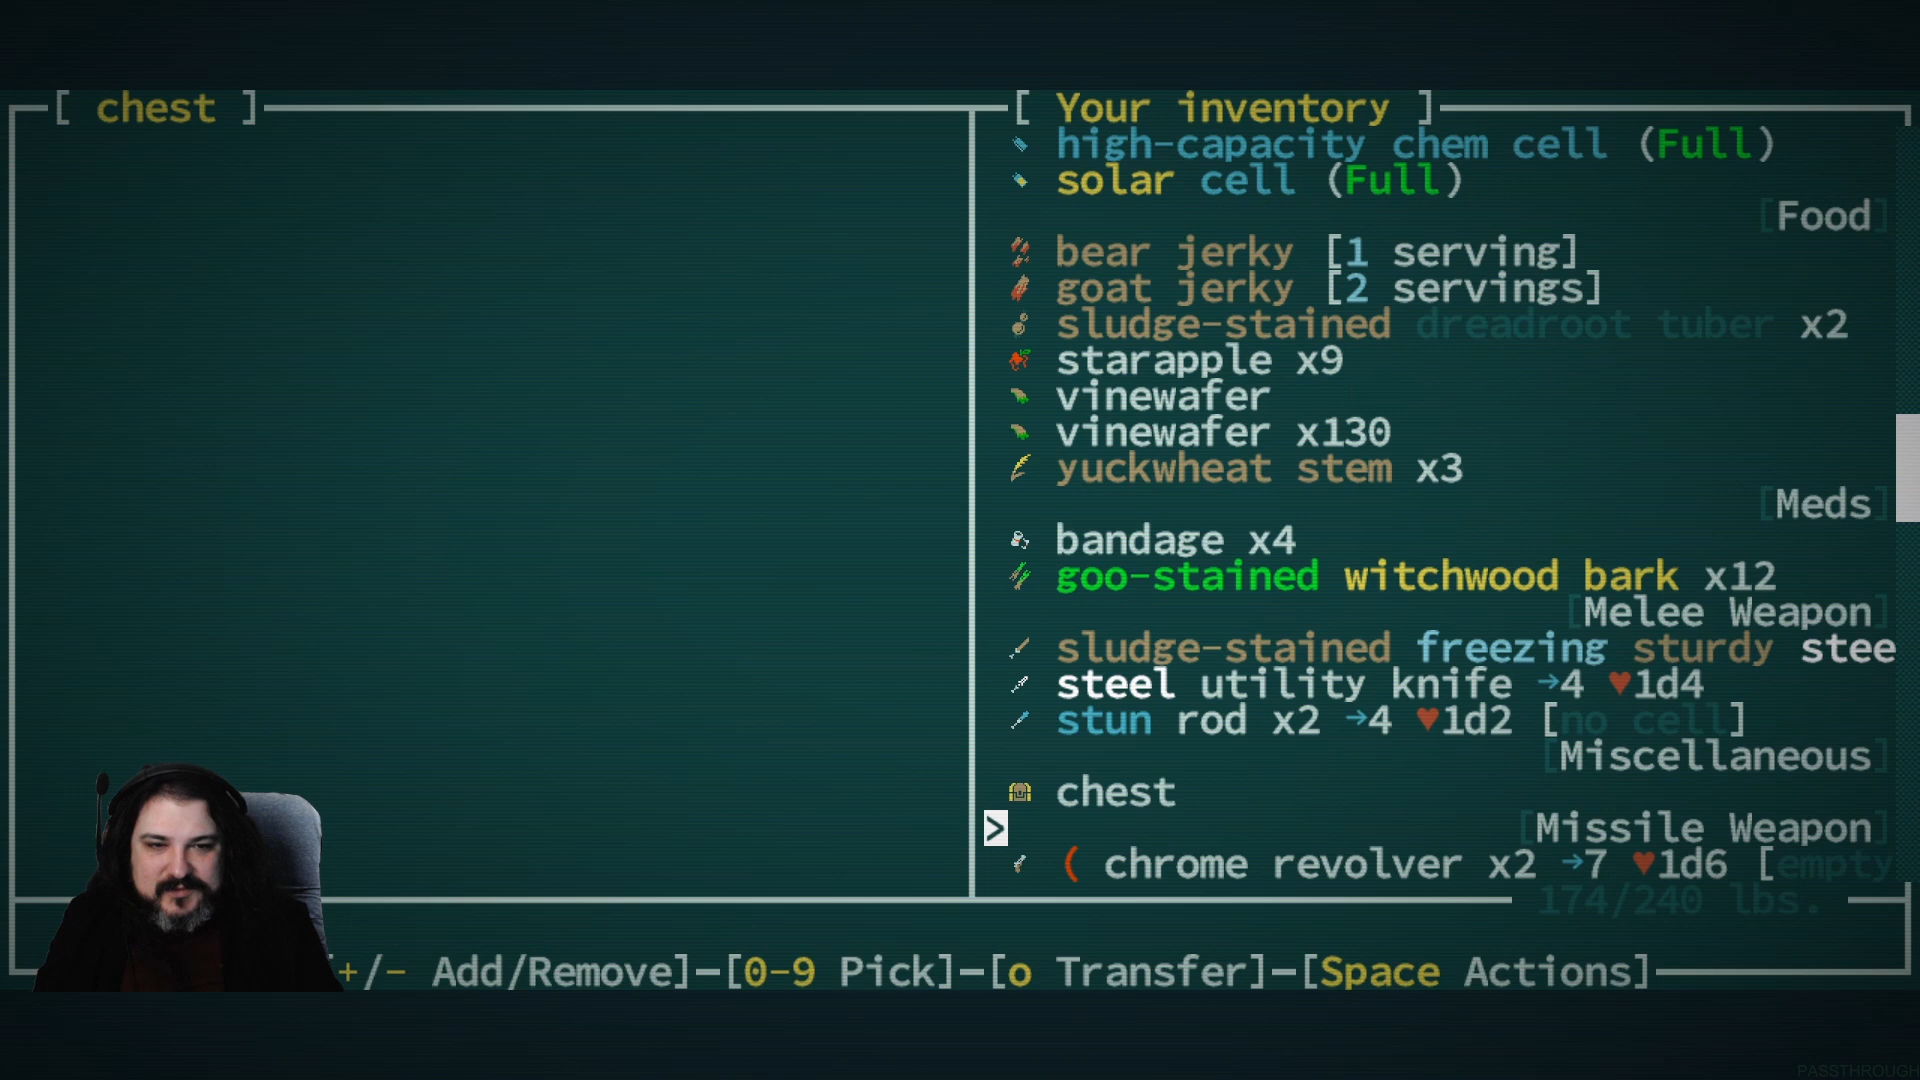 [ chest ]
[ Your inventory ]
high-capacity chem cell (Full)
solar cell (Full)
[Food]
bear jerky [1 serving]
goat jerky [2 servings]
sludge-stained dreadroot tuber x2
starapple x9
vinewafer
vinewafer x130
yuckwheat stem x3
[Meds]
bandage x4
goo-stained witchwood bark x12
[Melee Weapon]
sludge-stained freezing sturdy stee
steel utility knife →4 ♥1d4
stun rod x2 →4 ♥1d2 [no cell]
[Miscellaneous]
chest
> [Missile Weapon]
( chrome revolver x2 →7 ♥1d6 [empty
174/240 lbs.
+/- Add/Remove]-[0-9 Pick]-[o Transfer]-[Space Actions]
PASSTHROUGH